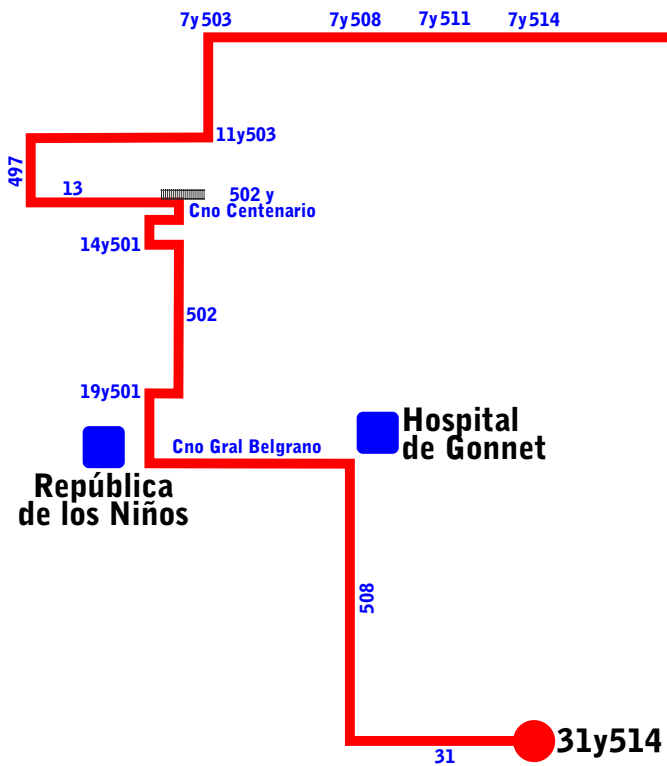 7y503
7y508
7y511
7y514
11y503
497
13
502 y
Cno Centenario
14y501
502
19y501
Hospital
de Gonnet
Cno Gral Belgrano
República
de los Niños
508
31y514
31